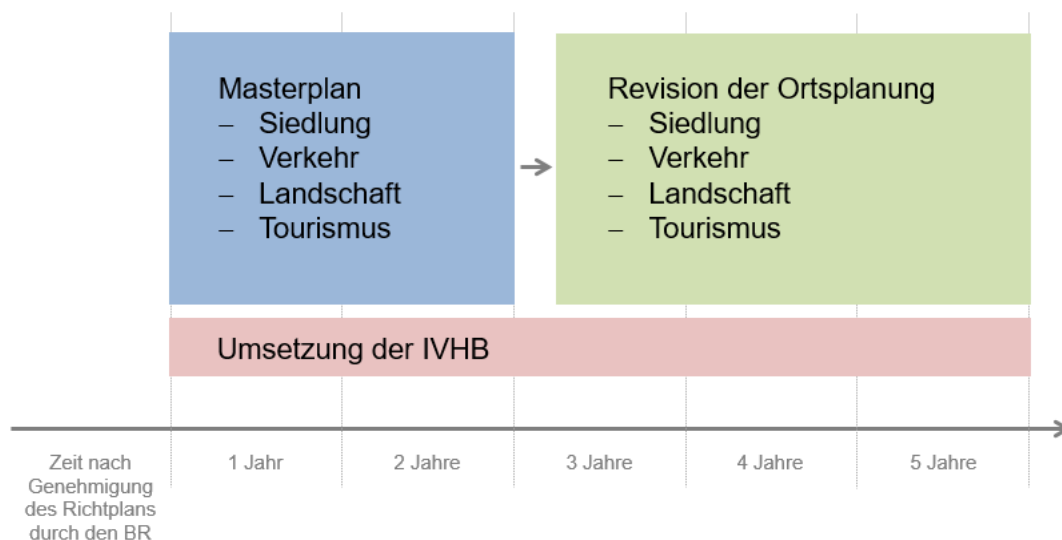 Masterplan
– Siedlung
– Verkehr
– Landschaft
– Tourismus
Revision der Ortsplanung
– Siedlung
– Verkehr
– Landschaft
– Tourismus
Umsetzung der IVHB
Zeit nach
Genehmigung
des Richtplans
durch den BR
1 Jahr
2 Jahre
3 Jahre
4 Jahre
5 Jahre